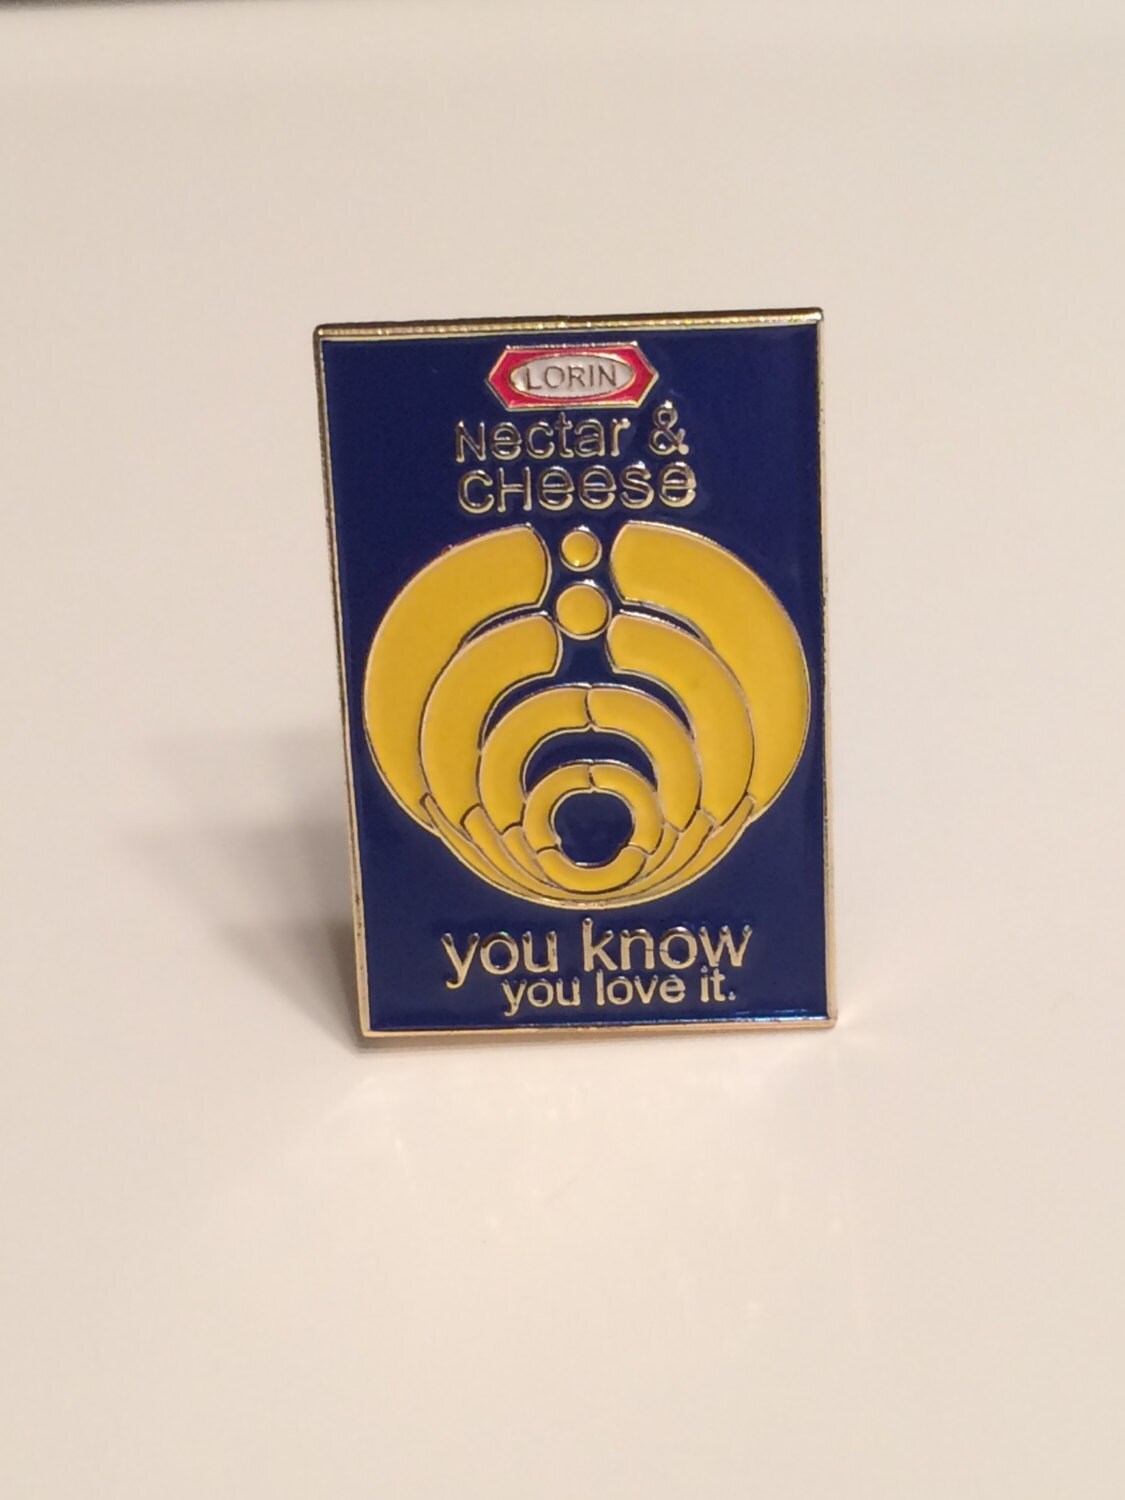 LORIN
Nectar &
CHeese
you know
you love it.